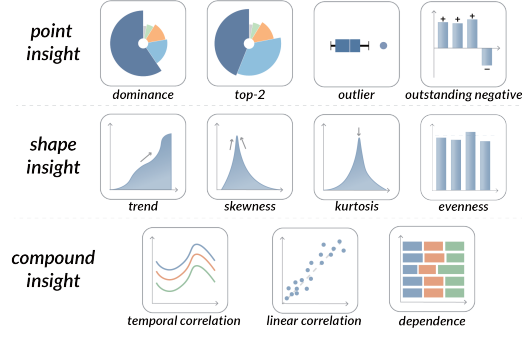 point
insight
+ + +
−
dominance
top-2
outlier
outstanding negative
shape
insight
trend
skewness
kurtosis
evenness
compound
insight
temporal correlation
linear correlation
dependence